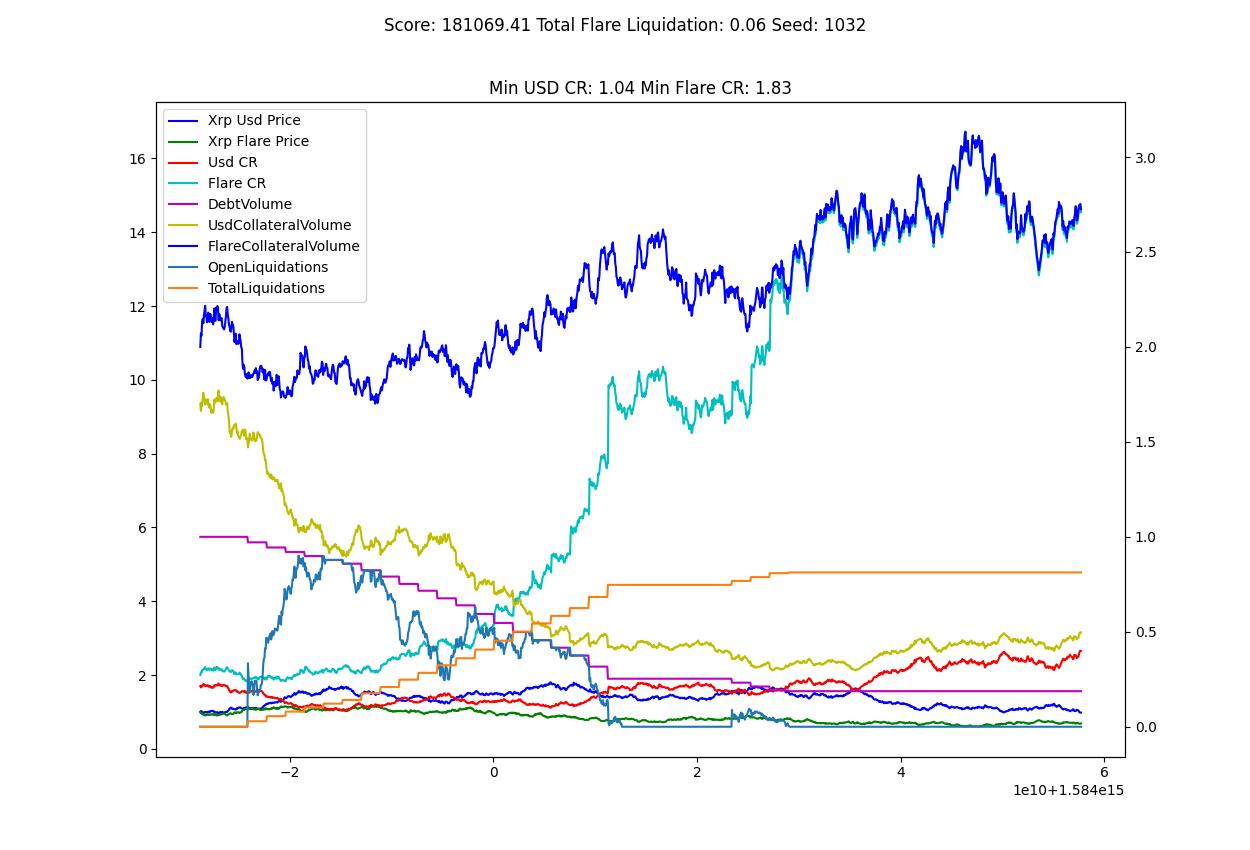 Score: 181069.41 Total Flare Liquidation: 0.06 Seed: 1032
Min USD CR: 1.04 Min Flare CR: 1.83
Xrp Usd Price
Xrp Flare Price
Usd CR
Flare CR
DebtVolume
UsdCollateralVolume
FlareCollateralVolume
OpenLiquidations
TotalLiquidations
16
14
12
10
8
6
4
2
0
3.0
2.5
2.0
1.5
1.0
0.5
0.0
−2 0 2 4 6
1e10+1.584e15